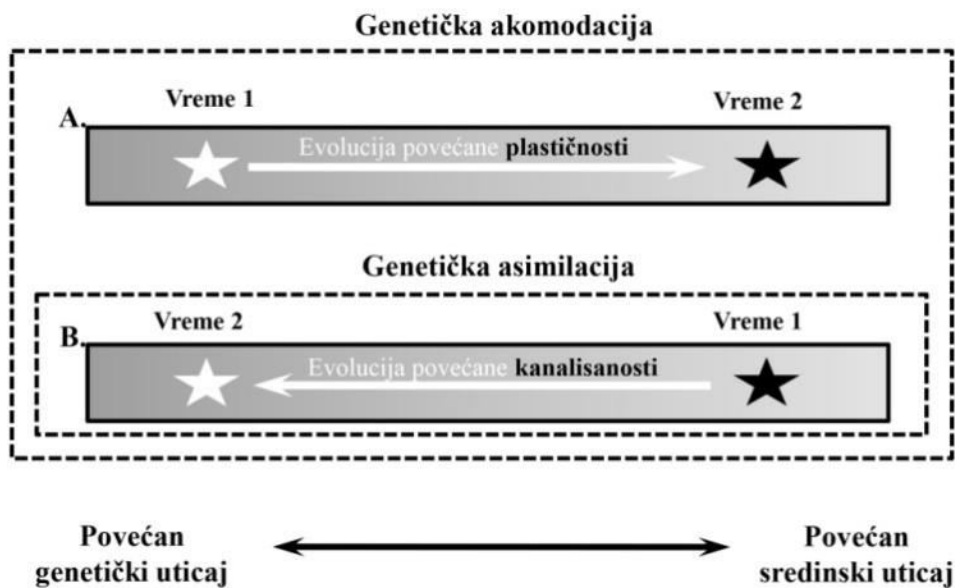 Genetička akomodacija
Vreme 1
Vreme 2
A.
Evolucija povećane plastičnosti
Genetička asimilacija
Vreme 2
Vreme 1
B.
Evolucija povećane kanalisanosti
Povećan
genetički uticaj
Povećan
sredinski uticaj